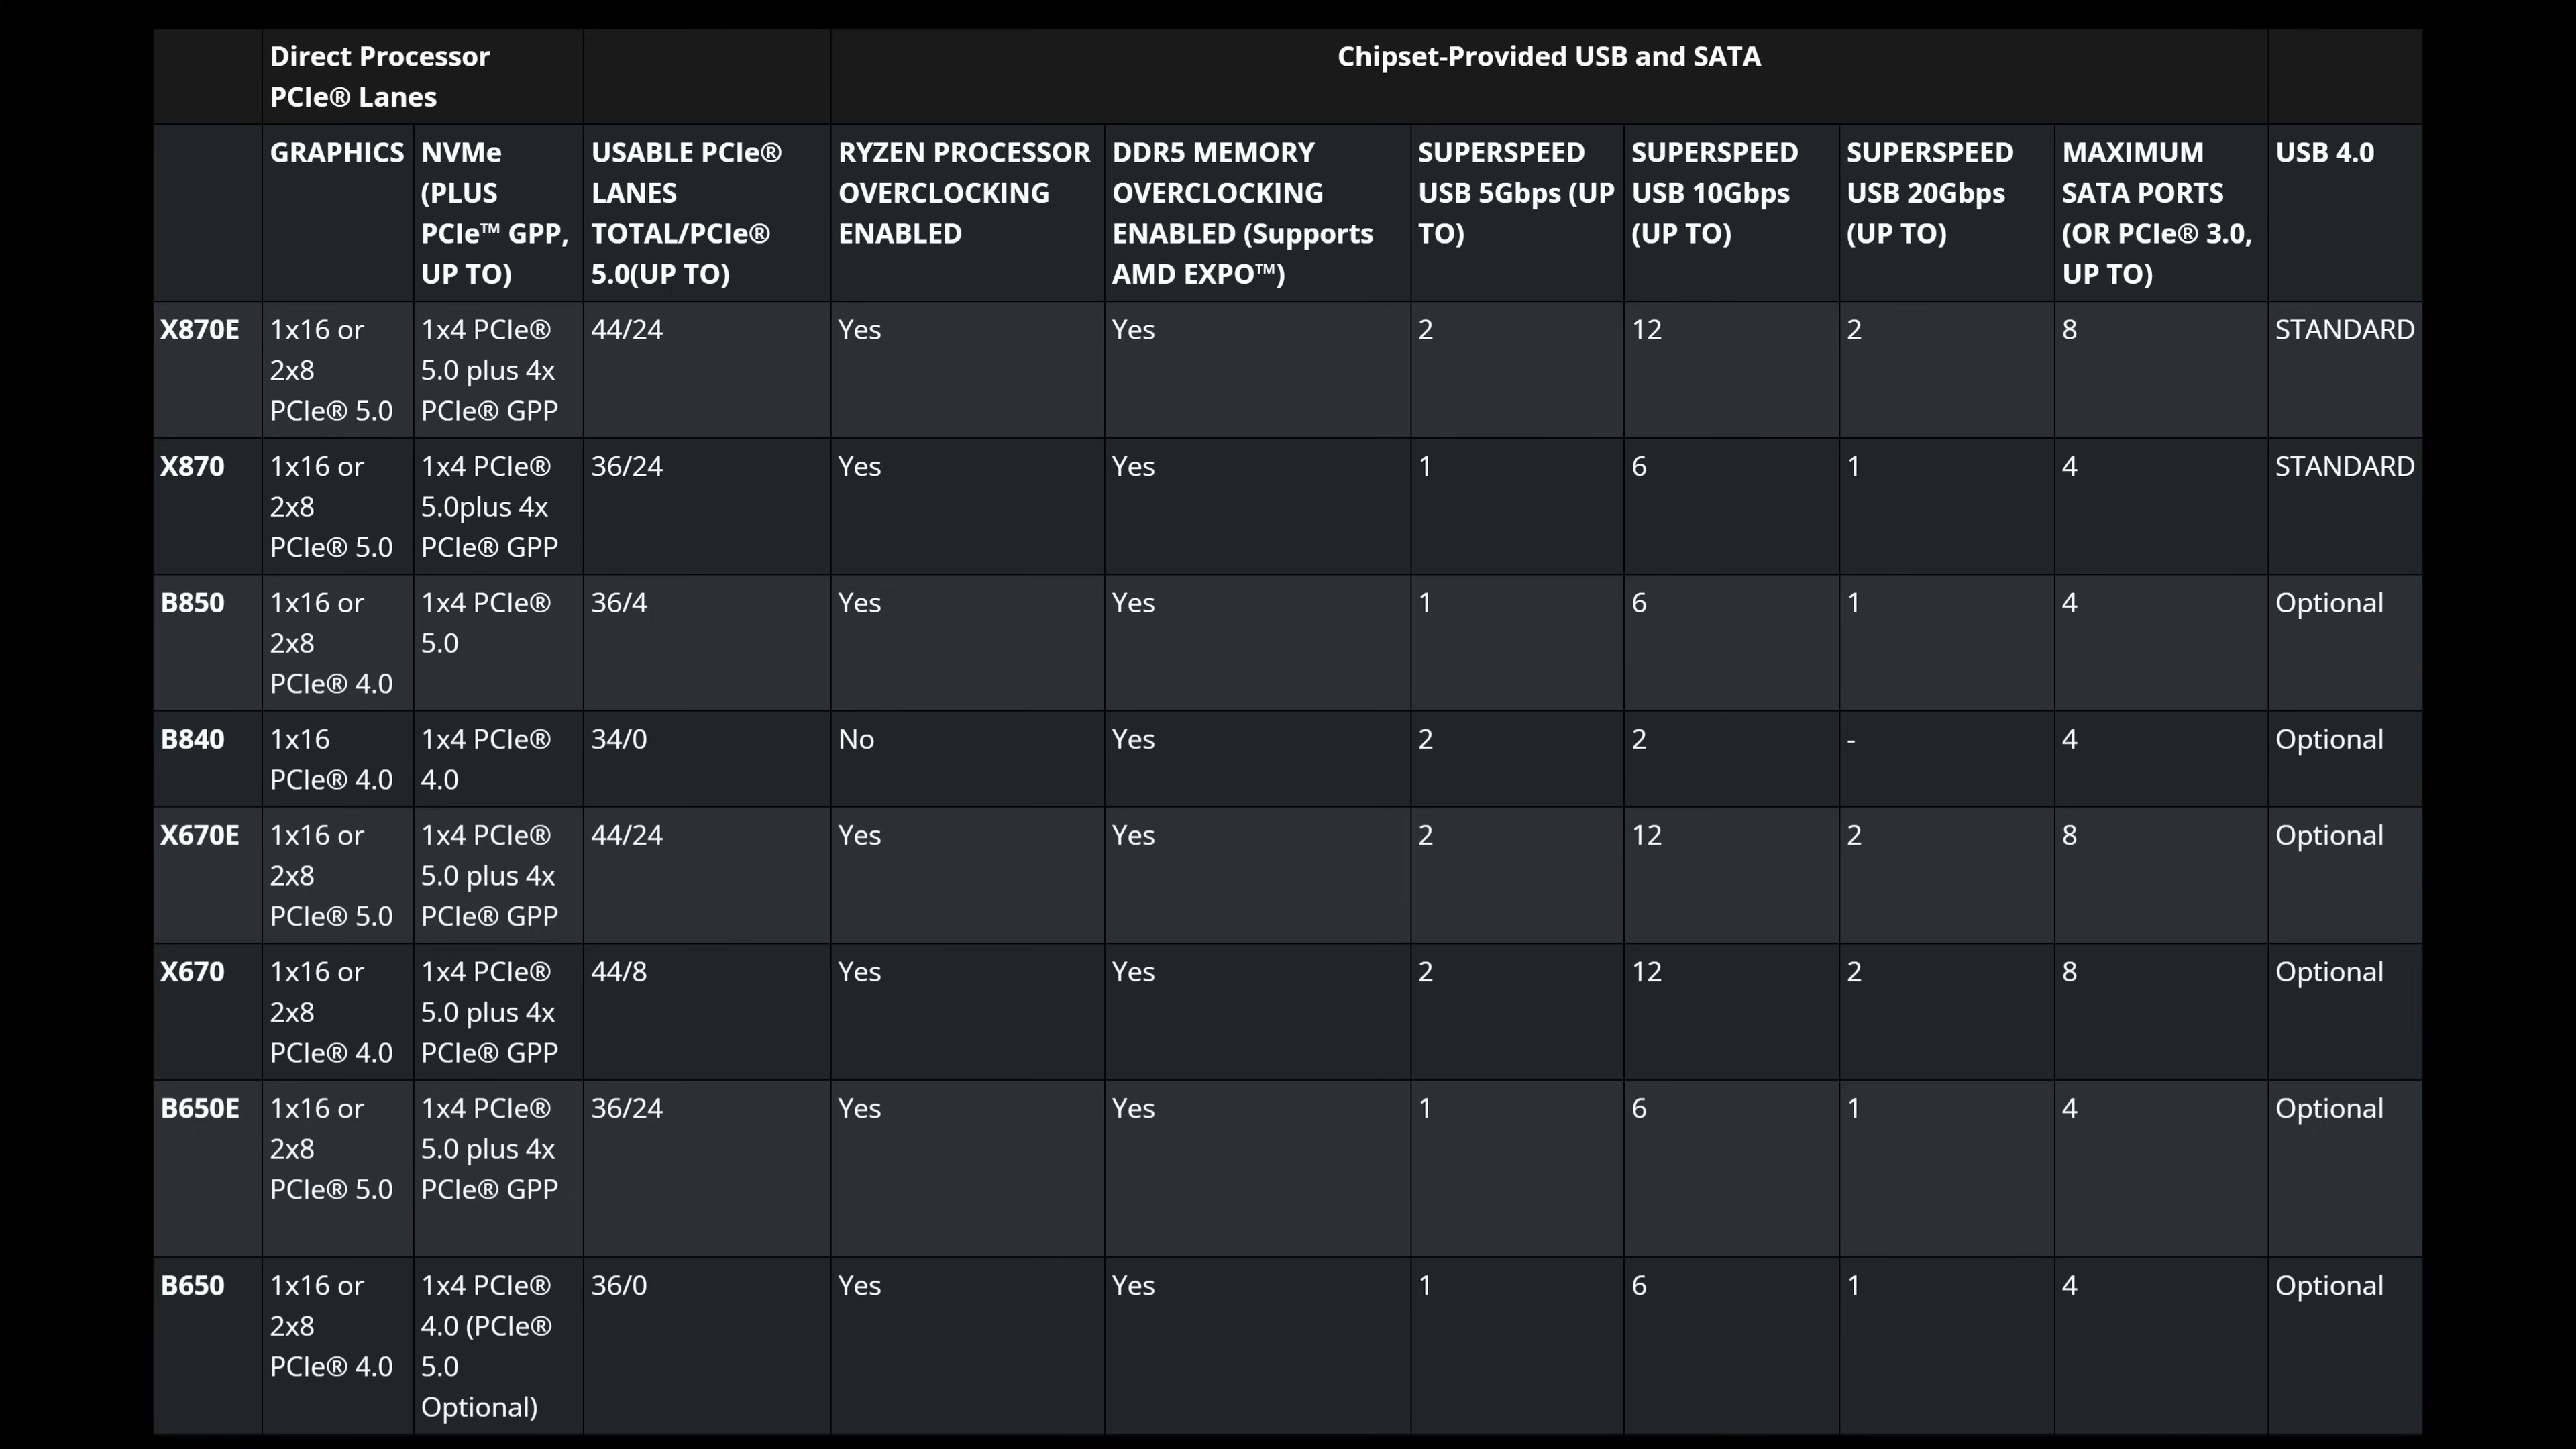 Direct Processor
PCIe® Lanes
Chipset-Provided USB and SATA
GRAPHICS
NVMe
(PLUS
PCIe™ GPP,
UP TO)
USABLE PCIe®
LANES
TOTAL/PCIe®
5.0(UP TO)
RYZEN PROCESSOR
OVERCLOCKING
ENABLED
DDR5 MEMORY
OVERCLOCKING
ENABLED (Supports
AMD EXPO™)
SUPERSPEED
USB 5Gbps (UP
TO)
SUPERSPEED
USB 10Gbps
(UP TO)
SUPERSPEED
USB 20Gbps
(UP TO)
MAXIMUM
SATA PORTS
(OR PCIe® 3.0,
UP TO)
USB 4.0
X870E
1x16 or
2x8
PCIe® 5.0
1x4 PCIe®
5.0 plus 4x
PCIe® GPP
44/24
Yes
Yes
2
12
2
8
STANDARD
X870
1x16 or
2x8
PCIe® 5.0
1x4 PCIe®
5.0plus 4x
PCIe® GPP
36/24
Yes
Yes
1
6
1
4
STANDARD
B850
1x16 or
2x8
PCIe® 4.0
1x4 PCIe®
5.0
36/4
Yes
Yes
1
6
1
4
Optional
B840
1x16
PCIe® 4.0
1x4 PCIe®
4.0
34/0
No
Yes
2
2
-
4
Optional
X670E
1x16 or
2x8
PCIe® 5.0
1x4 PCIe®
5.0 plus 4x
PCIe® GPP
44/24
Yes
Yes
2
12
2
8
Optional
X670
1x16 or
2x8
PCIe® 4.0
1x4 PCIe®
5.0 plus 4x
PCIe® GPP
44/8
Yes
Yes
2
12
2
8
Optional
B650E
1x16 or
2x8
PCIe® 5.0
1x4 PCIe®
5.0 plus 4x
PCIe® GPP
36/24
Yes
Yes
1
6
1
4
Optional
B650
1x16 or
2x8
PCIe® 4.0
1x4 PCIe®
4.0 (PCIe®
5.0
Optional)
36/0
Yes
Yes
1
6
1
4
Optional